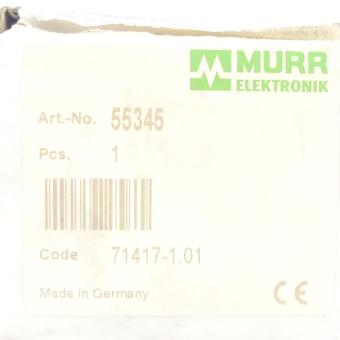 MURR
ELEKTRONIK
Art.-No. 55345
Pcs. 1
Code 71417-1.01
Made in Germany CE